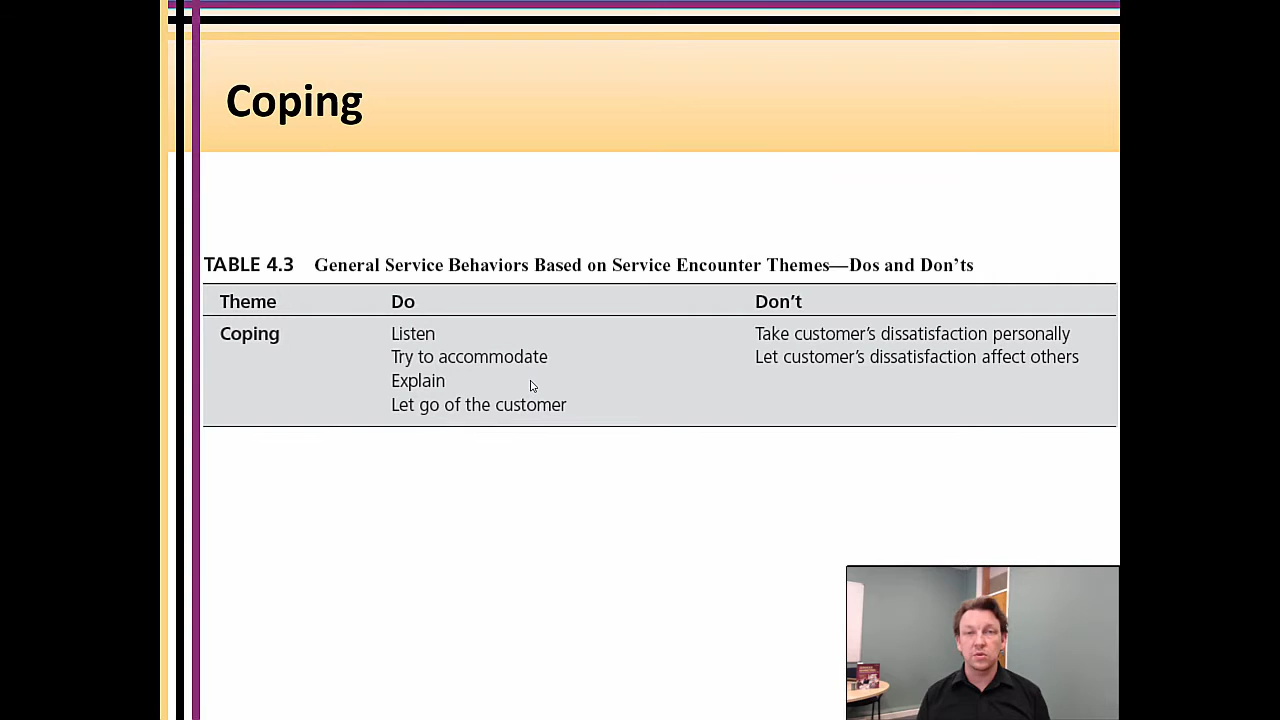 Coping
TABLE 4.3 General Service Behaviors Based on Service Encounter Themes—Dos and Don’ts
Theme Do Don’t
Coping Listen Take customer’s dissatisfaction personally
Try to accommodate Let customer’s dissatisfaction affect others
Explain
Let go of the customer